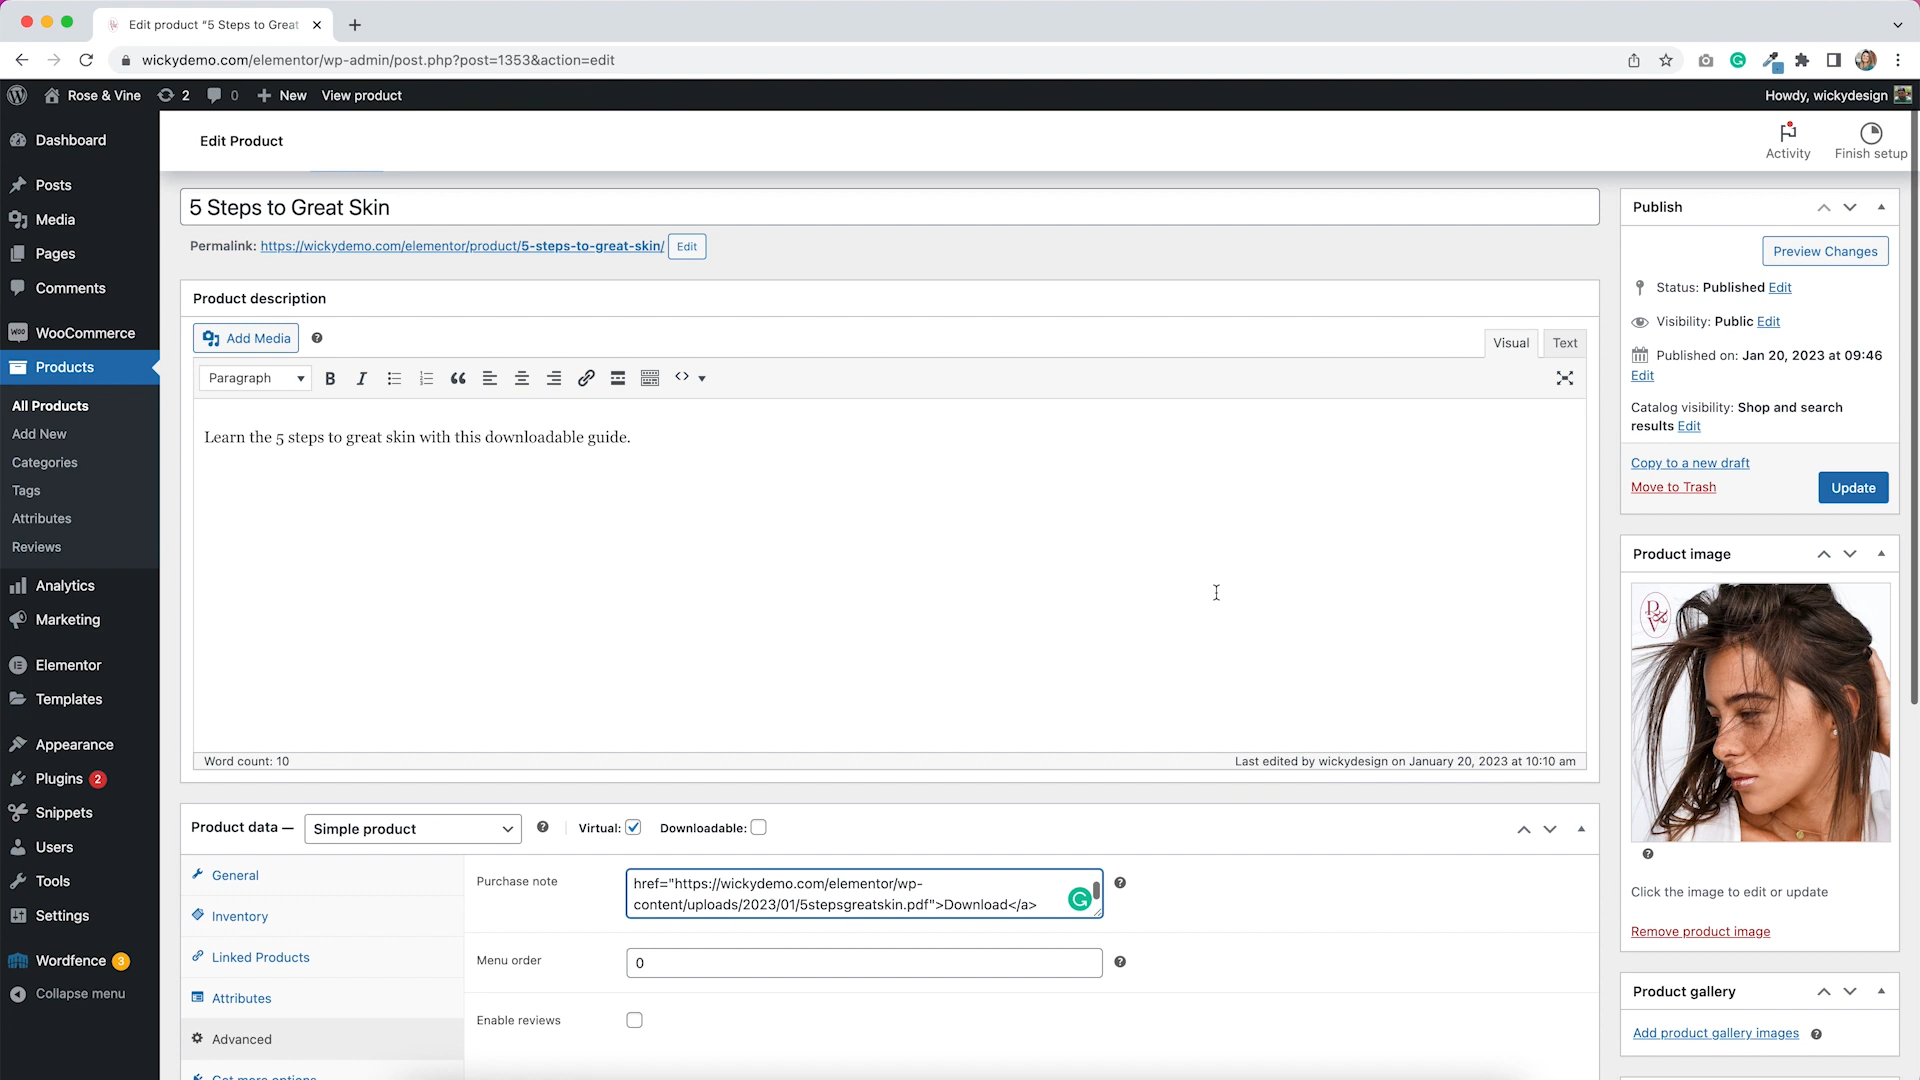 Edit product “5 Steps to Great
wickydemo.com/elementor/wp-admin/post.php?post=1353&action=edit
Rose & Vine 2 0 New View product
Howdy, wickydesign
Dashboard
Posts
Media
Pages
Comments
WooCommerce
Products
All Products
Add New
Categories
Tags
Attributes
Reviews
Analytics
Marketing
Elementor
Templates
Appearance
Plugins 2
Snippets
Users
Tools
Settings
Wordfence 3
Collapse menu
Edit Product
Activity
Finish setup
5 Steps to Great Skin
Permalink: https://wickydemo.com/elementor/product/5-steps-to-great-skin/ Edit
Product description
Add Media
Visual Text
Paragraph
Learn the 5 steps to great skin with this downloadable guide.
Word count: 10
Last edited by wickydesign on January 20, 2023 at 10:10 am
Product data — Simple product Virtual: Downloadable:
General
Inventory
Linked Products
Attributes
Advanced
Get more options
Purchase note
href="https://wickydemo.com/elementor/wp-
content/uploads/2023/01/5stepsgreatskin.pdf">Download</a>
Menu order
0
Enable reviews
Publish
Preview Changes
Status: Published Edit
Visibility: Public Edit
Published on: Jan 20, 2023 at 09:46
Edit
Catalog visibility: Shop and search
results Edit
Copy to a new draft
Move to Trash
Update
Product image
R&V
Click the image to edit or update
Remove product image
Product gallery
Add product gallery images